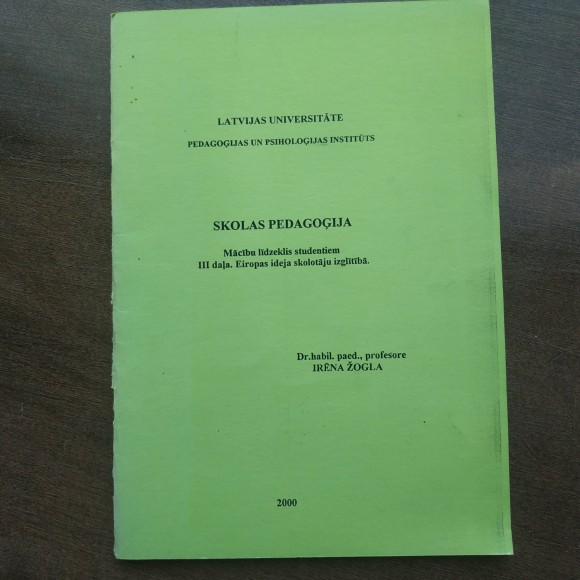 LATVIJAS UNIVERSITĀTE
PEDAGOĢIJAS UN PSIHOLOĢIJAS INSTITŪTS
SKOLAS PEDAGOĢIJA
Mācību līdzeklis studentiem
III daļa. Eiropas ideja skolotāju izglītībā.
Dr.habil. paed., profesore
IRĒNA ŽOGLA
2000